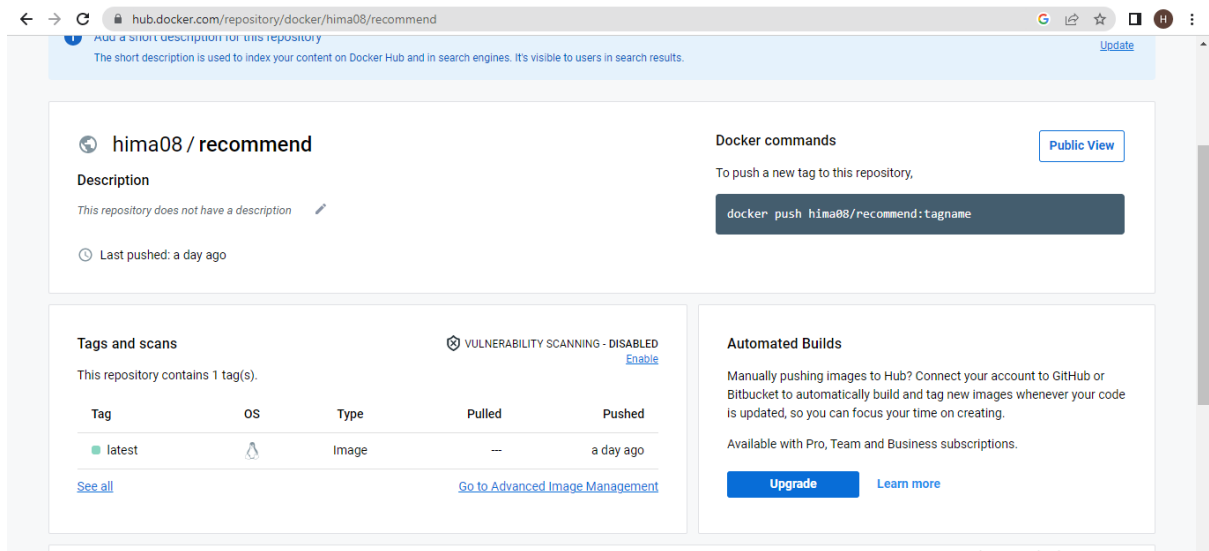 hub.docker.com/repository/docker/hima08/recommend
H
Add a short description for this repository
Update
The short description is used to index your content on Docker Hub and in search engines. It's visible to users in search results.
hima08 / recommend
Description
This repository does not have a description
Last pushed: a day ago
Docker commands
Public View
To push a new tag to this repository,
docker push hima08/recommend:tagname
Tags and scans
VULNERABILITY SCANNING - DISABLED
Enable
This repository contains 1 tag(s).
Tag OS Type Pulled Pushed
latest Image --- a day ago
See all Go to Advanced Image Management
Automated Builds
Manually pushing images to Hub? Connect your account to GitHub or
Bitbucket to automatically build and tag new images whenever your code
is updated, so you can focus your time on creating.
Available with Pro, Team and Business subscriptions.
Upgrade Learn more